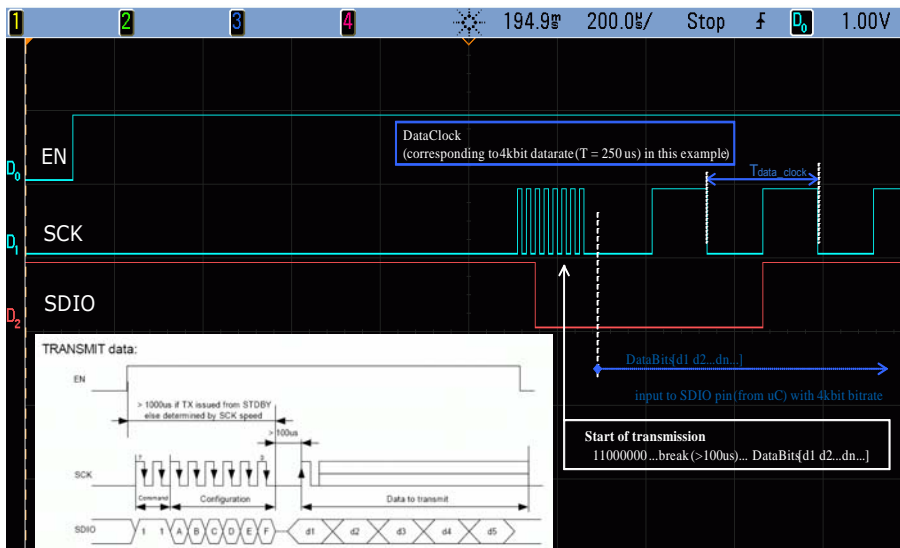 1 2 3 4 194.9ms 200.0us/ Stop D0 1.00V
DataClock
(corresponding to 4kbit datarate (T = 250 us) in this example)
D0 EN
Tdata_clock
D1 SCK
D2 SDIO
DataBits[d1 d2...dn...]
input to SDIO pin (from uC) with 4kbit bitrate
Start of transmission
11000000 ...break (>100us)... DataBits[d1 d2...dn...]
TRANSMIT data:
EN
> 1000us if TX issued from STDBY
else determined by SCK speed
> 100us
SCK
Command Configuration Data to transmit
SDIO 1 1 A B C D E F d1 d2 d3 d4 d5